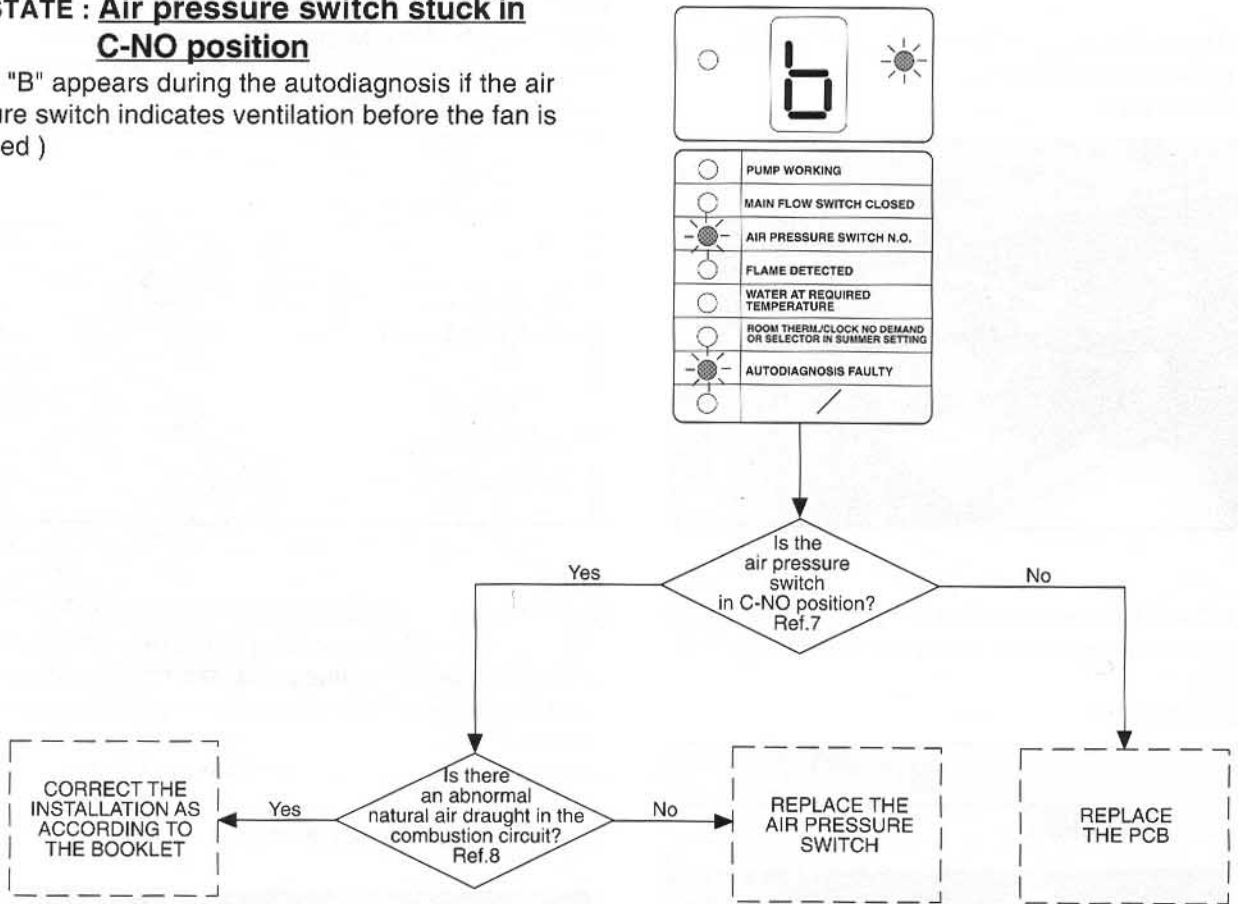 STATE : Air pressure switch stuck in
C-NO position
"B" appears during the autodiagnosis if the air
switch indicates ventilation before the fan is
)
b
PUMP WORKING
MAIN FLOW SWITCH CLOSED
AIR PRESSURE SWITCH N.O.
FLAME DETECTED
WATER AT REQUIRED
TEMPERATURE
ROOM THERM./CLOCK NO DEMAND
OR SELECTOR IN SUMMER SETTING
AUTODIAGNOSIS FAULTY
/
Is the
air pressure
switch
in C-NO position?
Ref.7
Yes
No
Is there
an abnormal
natural air draught in the
combustion circuit?
Ref.8
Yes
No
CORRECT THE
INSTALLATION AS
ACCORDING TO
THE BOOKLET
REPLACE THE
AIR PRESSURE
SWITCH
REPLACE
THE PCB